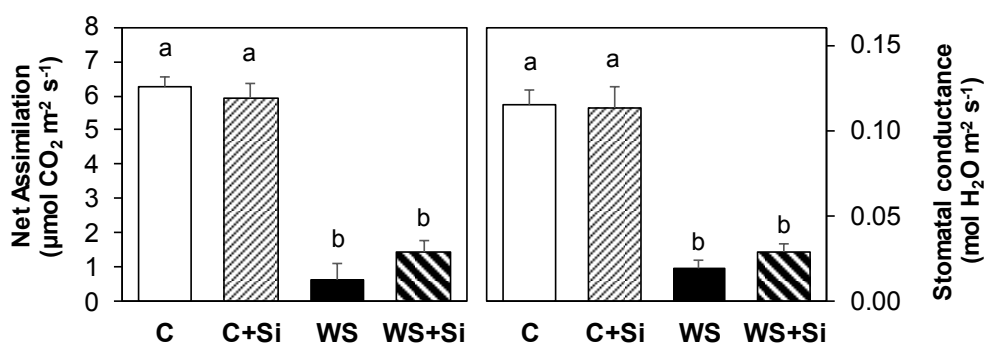 Net Assimilation
(µmol CO₂ m⁻² s⁻¹)
8
7
6
5
4
3
2
1
0
a
a
b
b
C
C+Si
WS
WS+Si
a
a
b
b
C
C+Si
WS
WS+Si
0.15
0.10
0.05
0.00
Stomatal conductance
(mol H₂O m⁻² s⁻¹)